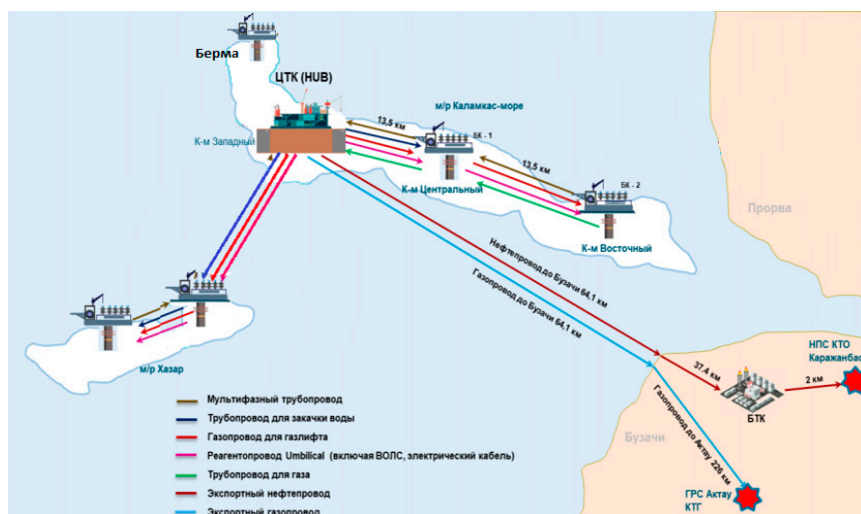 Берма
ЦТК (HUB)
м/р Каламкас-море
13,5 км
БК - 1
К-м Западный
13,5 км
БК - 2
К-м Центральный
Прорва
К-м Восточный
Нефтепровод до Бузачи 64,1 км
Газопровод до Бузачи 64,1 км
НПС КТО
Каражанбас
37.4 км
2 км
м/р Хазар
БТК
Газопровод до Актау 226 км
Бузачи
ГРС Актау
КТГ
Мультифазный трубопровод
Трубопровод для закачки воды
Газопровод для газлифта
Реагентопровод Umbilical (включая ВОЛС, электрический кабель)
Трубопровод для газа
Экспортный нефтепровод
Экспортный газопровод